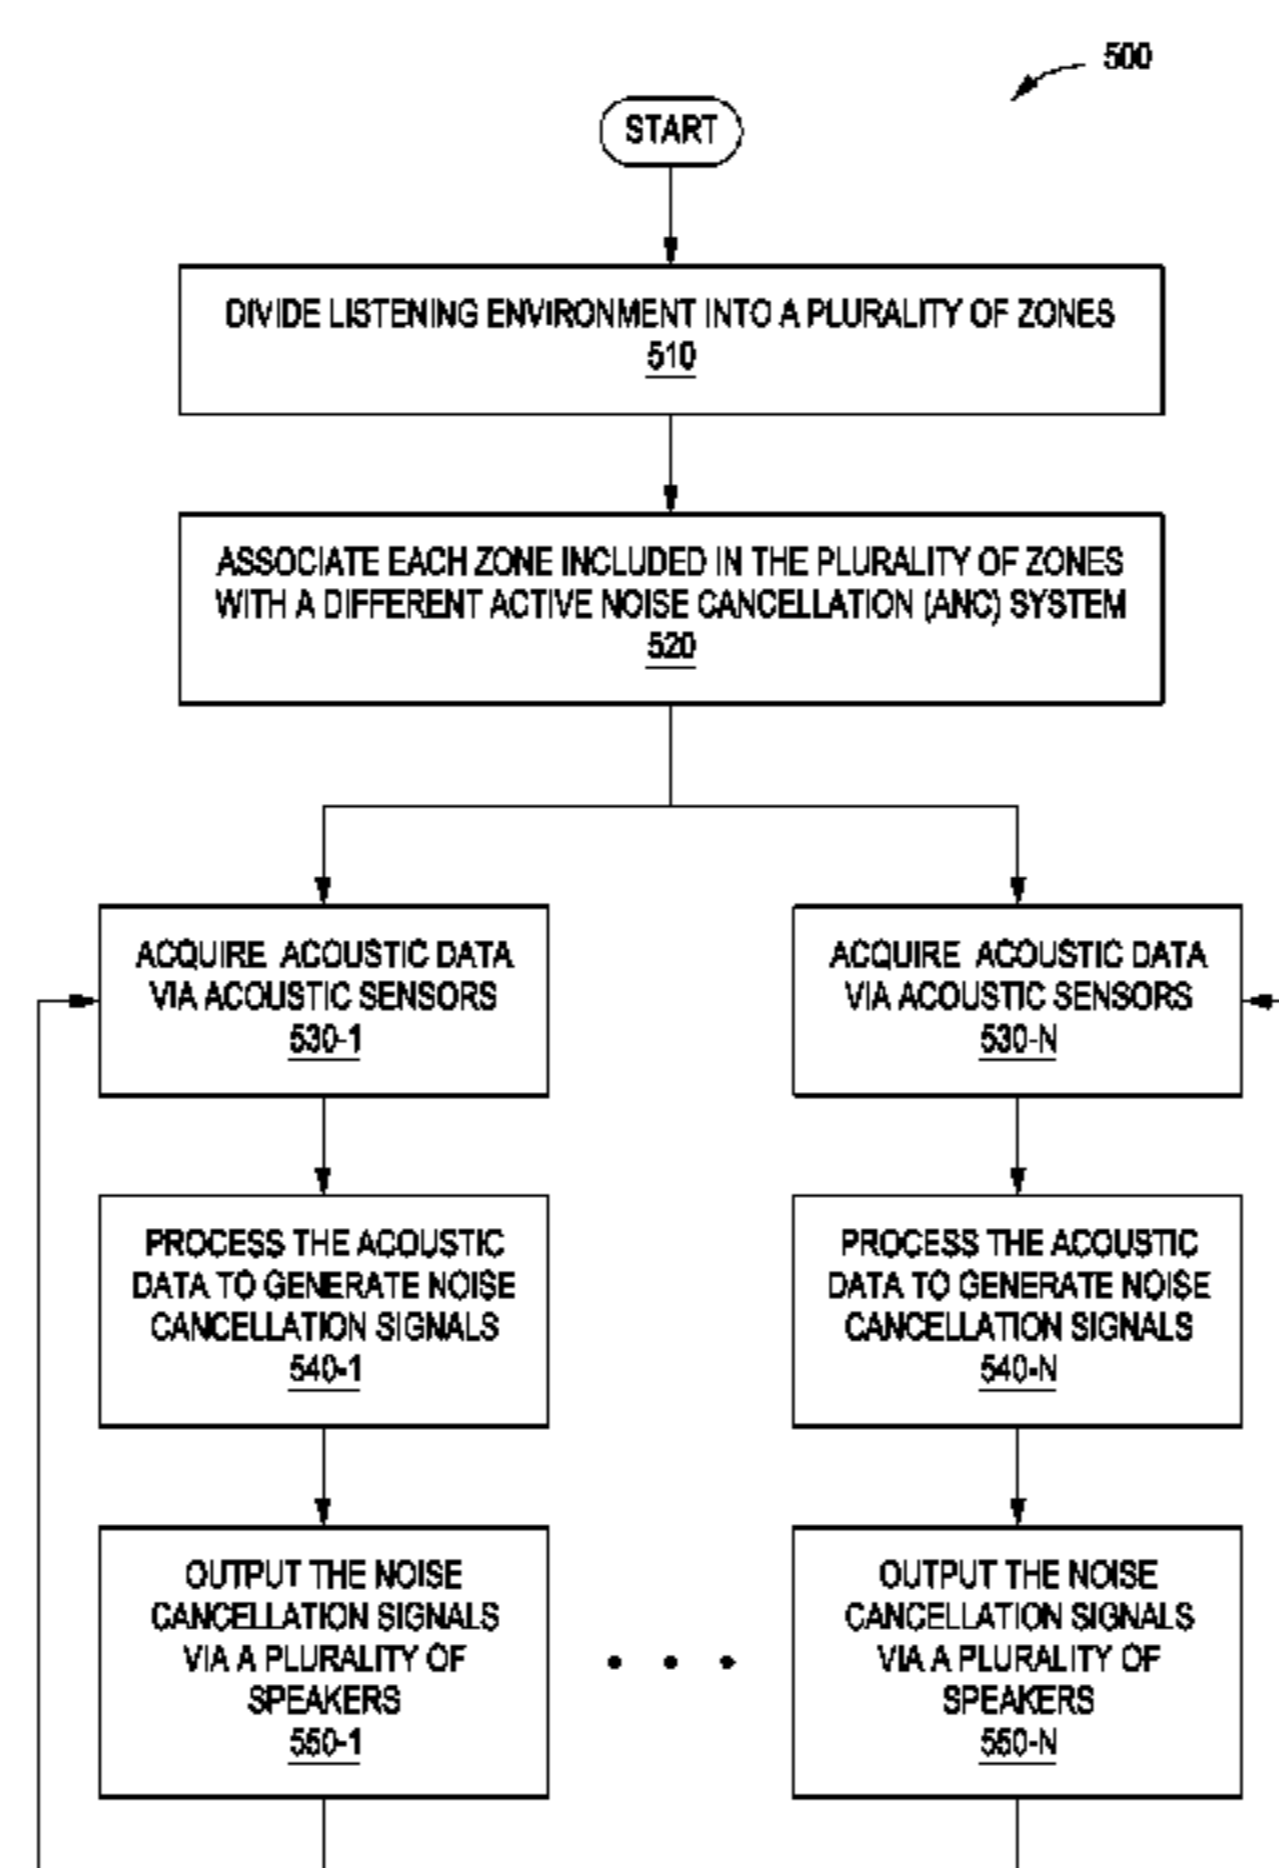 500
START
DIVIDE LISTENING ENVIRONMENT INTO A PLURALITY OF ZONES
510
ASSOCIATE EACH ZONE INCLUDED IN THE PLURALITY OF ZONES
WITH A DIFFERENT ACTIVE NOISE CANCELLATION (ANC) SYSTEM
520
ACQUIRE ACOUSTIC DATA
VIA ACOUSTIC SENSORS
530-1
PROCESS THE ACOUSTIC
DATA TO GENERATE NOISE
CANCELLATION SIGNALS
540-1
OUTPUT THE NOISE
CANCELLATION SIGNALS
VIA A PLURALITY OF
SPEAKERS
550-1
• • •
ACQUIRE ACOUSTIC DATA
VIA ACOUSTIC SENSORS
530-N
PROCESS THE ACOUSTIC
DATA TO GENERATE NOISE
CANCELLATION SIGNALS
540-N
OUTPUT THE NOISE
CANCELLATION SIGNALS
VIA A PLURALITY OF
SPEAKERS
550-N